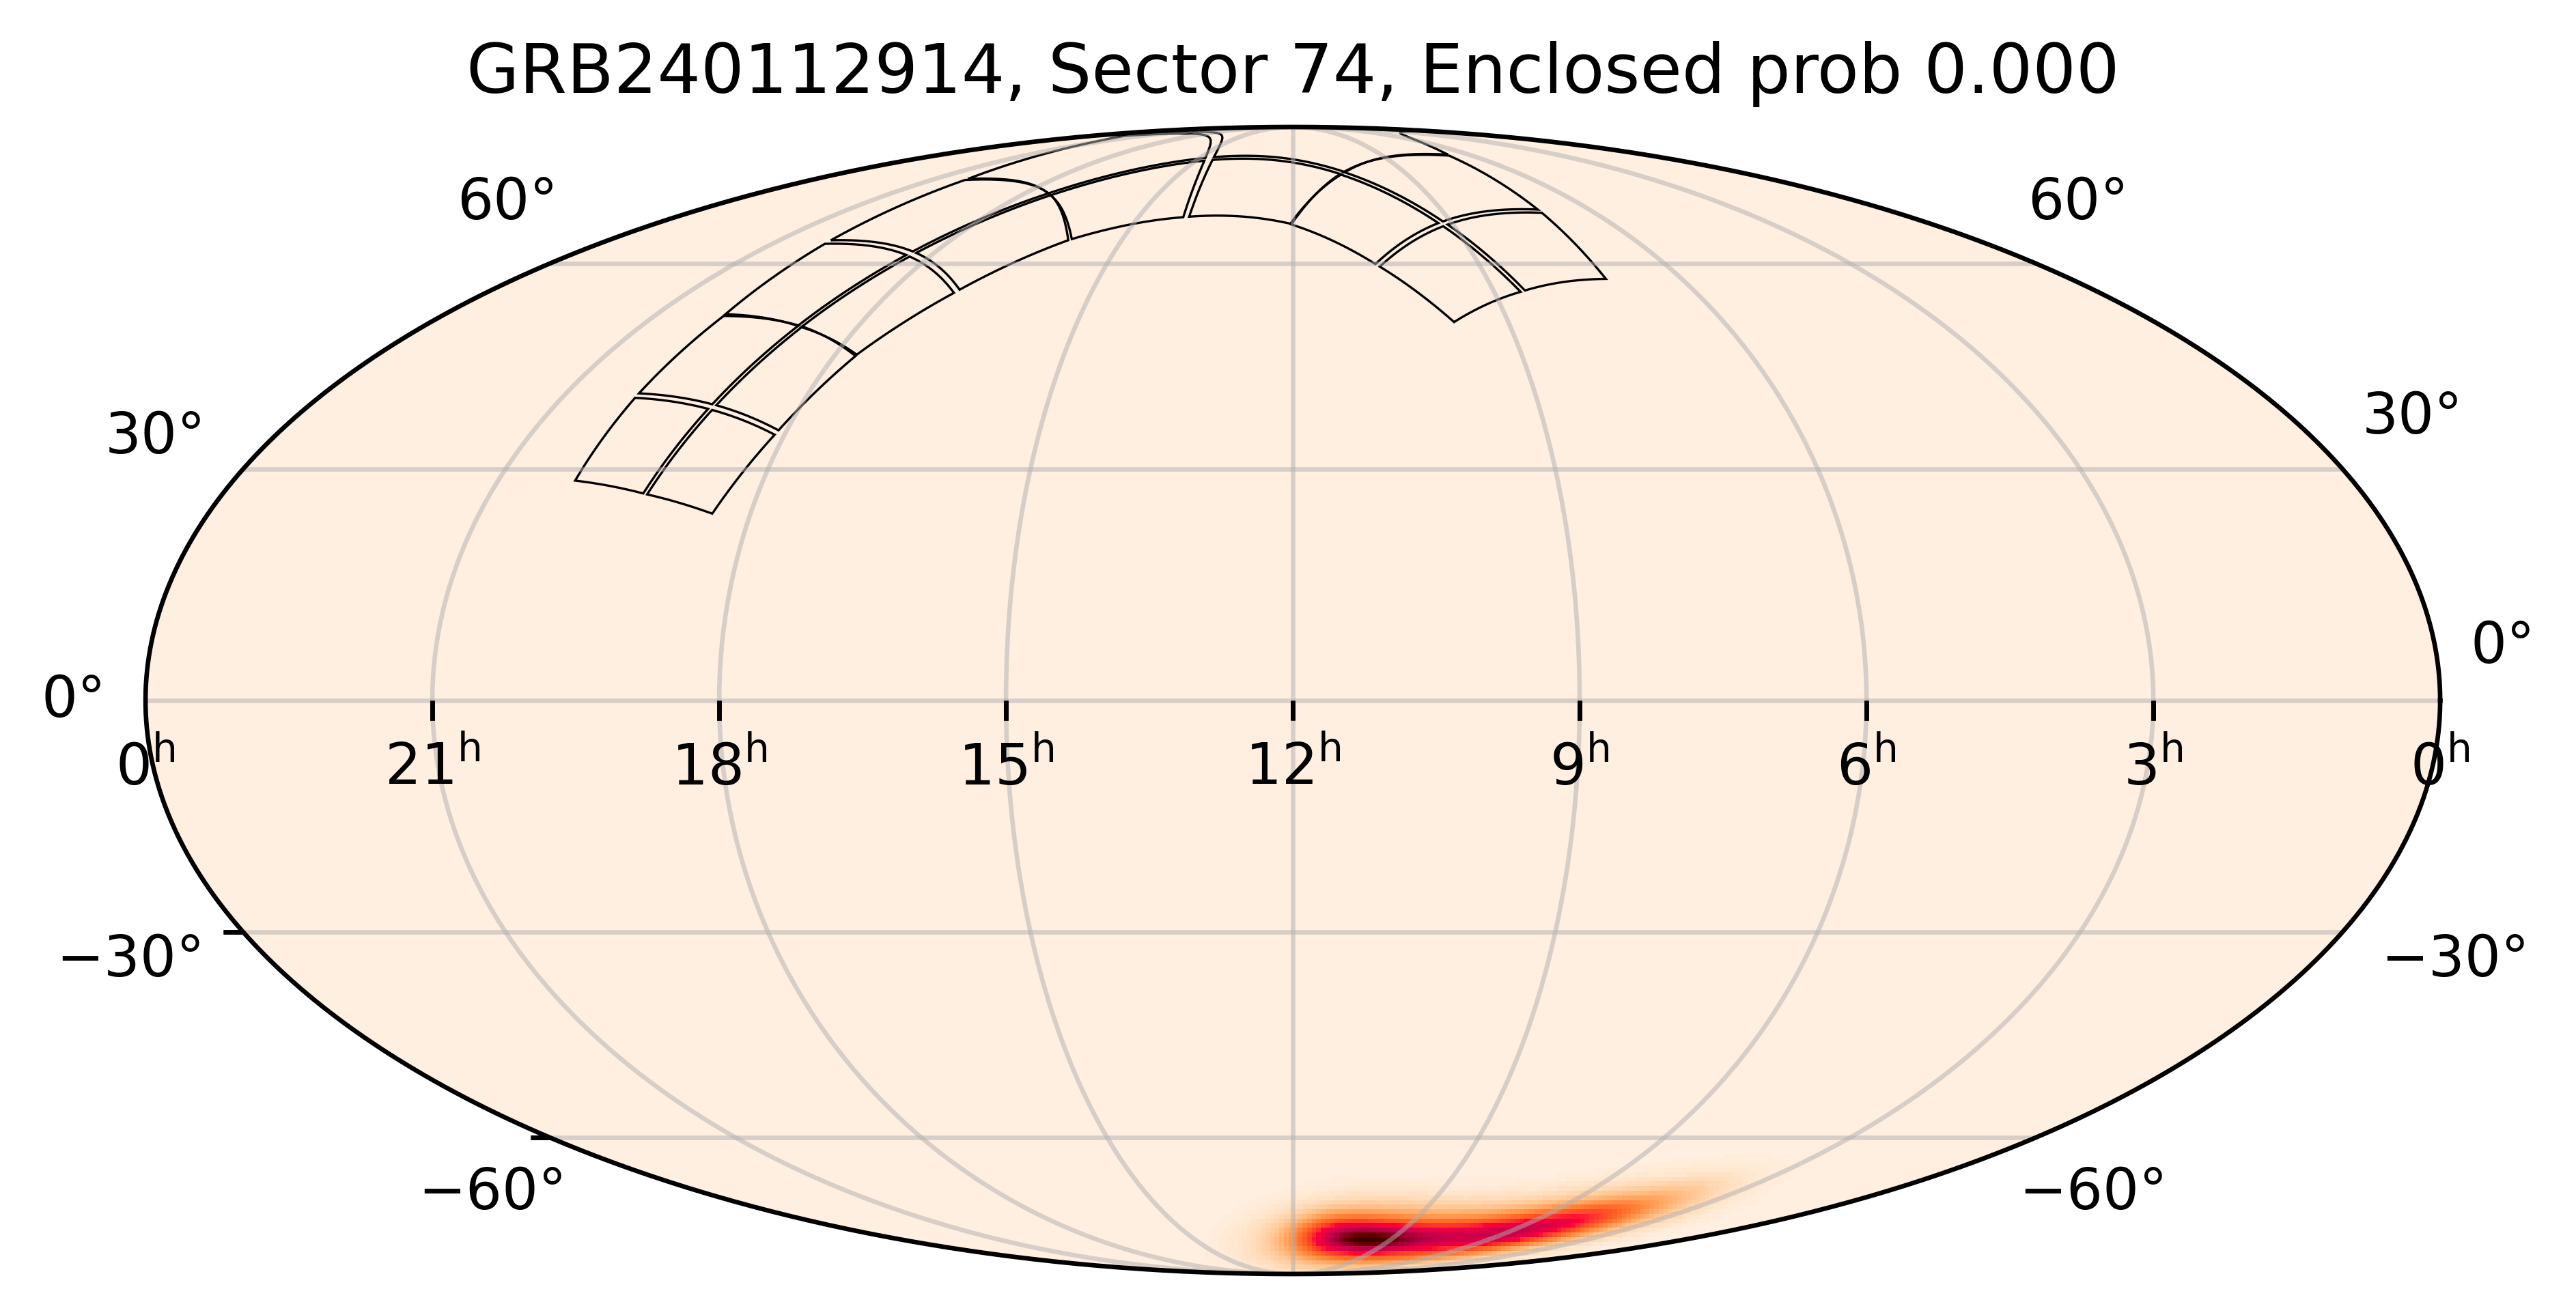 GRB240112914, Sector 74, Enclosed prob 0.000
60° 60°
30° 30°
0° 0°
0ʰ 21ʰ 18ʰ 15ʰ 12ʰ 9ʰ 6ʰ 3ʰ 0ʰ
−30° −30°
−60° −60°